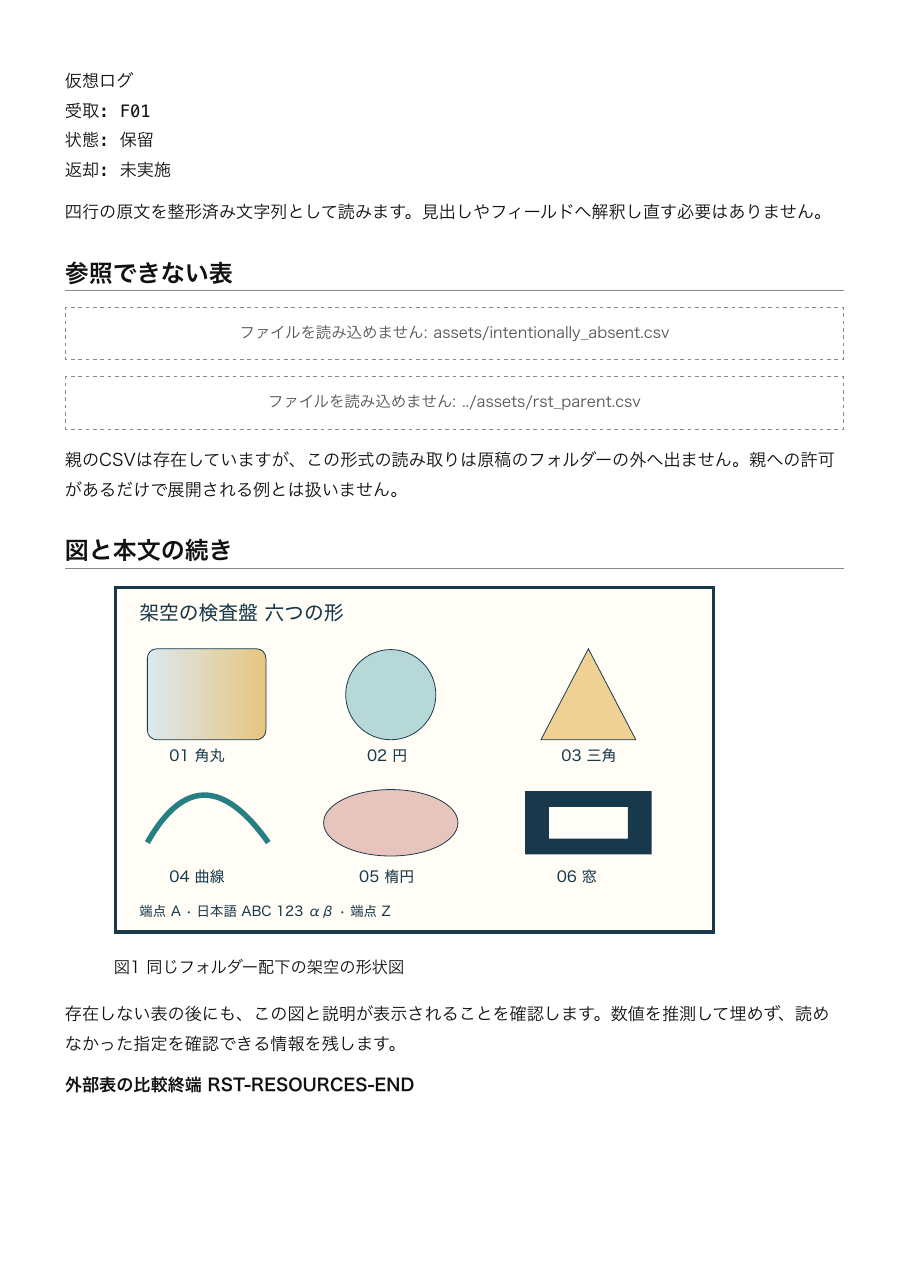 仮想ログ
受取: F01
状態: 保留
返却: 未実施
四行の原文を整形済み文字列として読みます。見出しやフィールドへ解釈し直す必要はありません。
参照できない表
ファイルを読み込めません: assets/intentionally_absent.csv
ファイルを読み込めません: ../assets/rst_parent.csv
親のCSVは存在していますが、この形式の読み取りは原稿のフォルダーの外へ出ません。親への許可
があるだけで展開される例とは扱いません。
図と本文の続き
架空の検査盤 六つの形
01 角丸
02 円
03 三角
04 曲線
05 楕円
06 窓
端点 A · 日本語 ABC 123 αβ · 端点 Z
図1 同じフォルダー配下の架空の形状図
存在しない表の後にも、この図と説明が表示されることを確認します。数値を推測して埋めず、読め
なかった指定を確認できる情報を残します。
外部表の比較終端 RST-RESOURCES-END